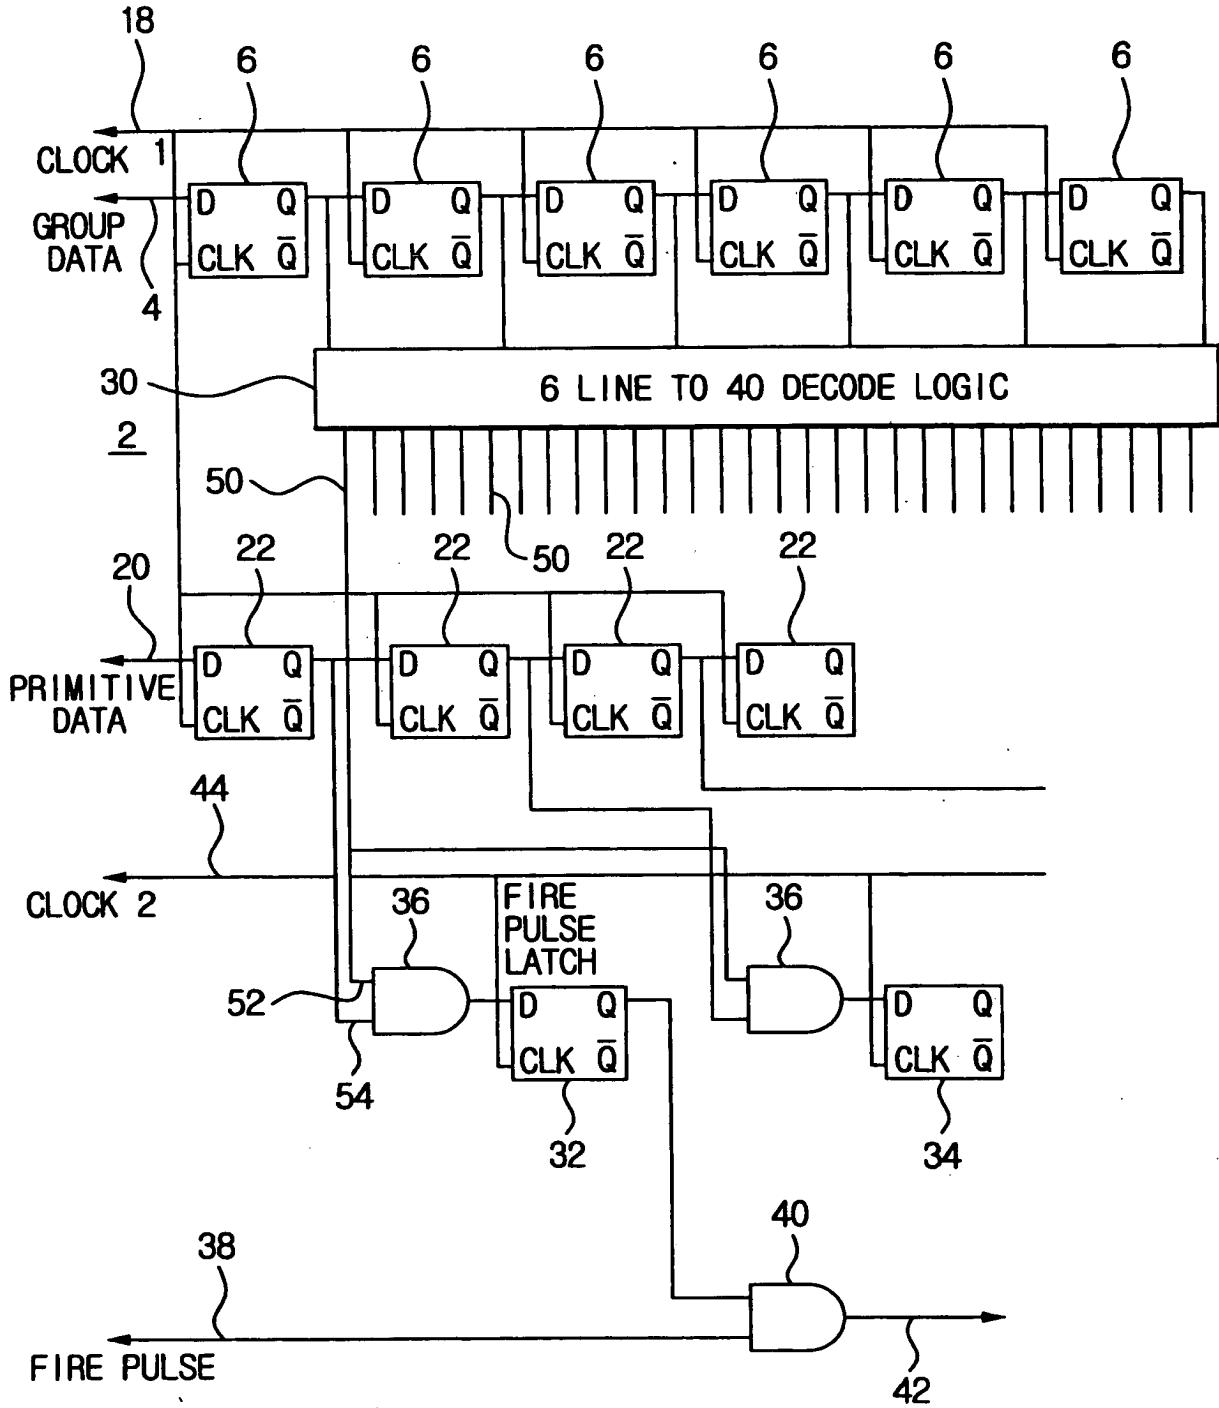 18
6 6 6 6 6 6
CLOCK 1
D Q D Q D Q D Q D Q D Q
GROUP
DATA
CLK Q̅ CLK Q̅ CLK Q̅ CLK Q̅ CLK Q̅ CLK Q̅
4
30
6 LINE TO 40 DECODE LOGIC
2
50
50
20
22 22 22 22
D Q D Q D Q D Q
PRIMITIVE
DATA
CLK Q̅ CLK Q̅ CLK Q̅ CLK Q̅
44
CLOCK 2
36
FIRE
PULSE
LATCH
36
52
D Q D Q
CLK Q̅ CLK Q̅
54
32
34
40
38
FIRE PULSE
42